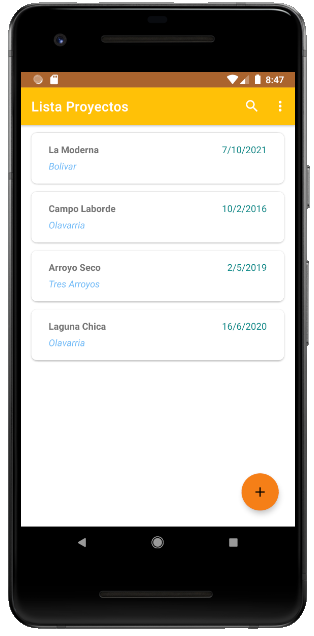 8:47
Lista Proyectos
La Moderna 7/10/2021
Bolivar
Campo Laborde 10/2/2016
Olavarria
Arroyo Seco 2/5/2019
Tres Arroyos
Laguna Chica 16/6/2020
Olavarria
+